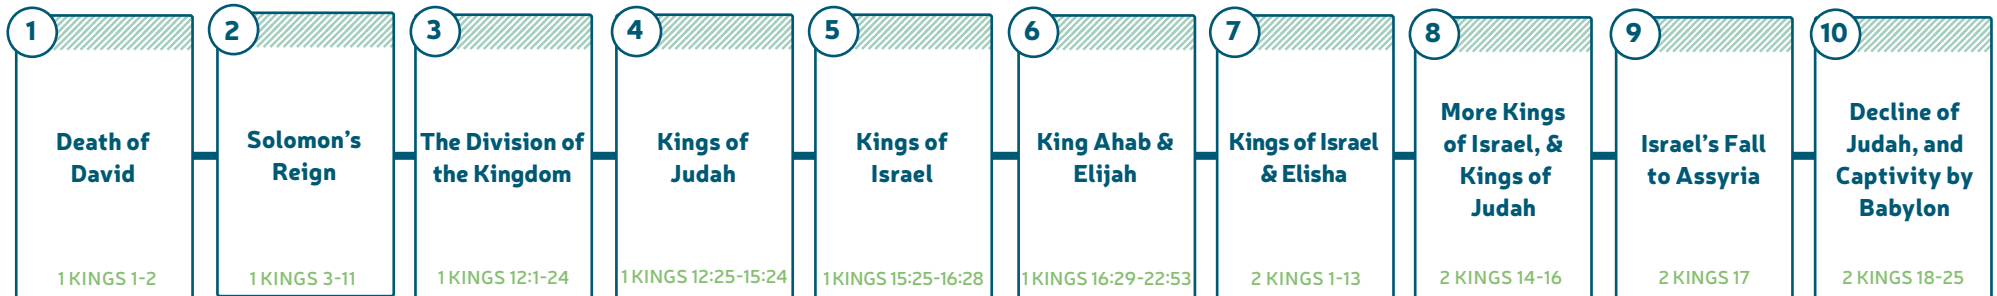 1
Death of
David
1 KINGS 1-2
2
Solomon's
Reign
1 KINGS 3-11
3
The Division of
the Kingdom
1 KINGS 12:1-24
4
Kings of
Judah
1 KINGS 12:25-15:24
5
Kings of
Israel
1 KINGS 15:25-16:28
6
King Ahab &
Elijah
1 KINGS 16:29-22:53
7
Kings of Israel
& Elisha
2 KINGS 1-13
8
More Kings
of Israel, &
Kings of
Judah
2 KINGS 14-16
9
Israel's Fall
to Assyria
2 KINGS 17
10
Decline of
Judah, and
Captivity by
Babylon
2 KINGS 18-25